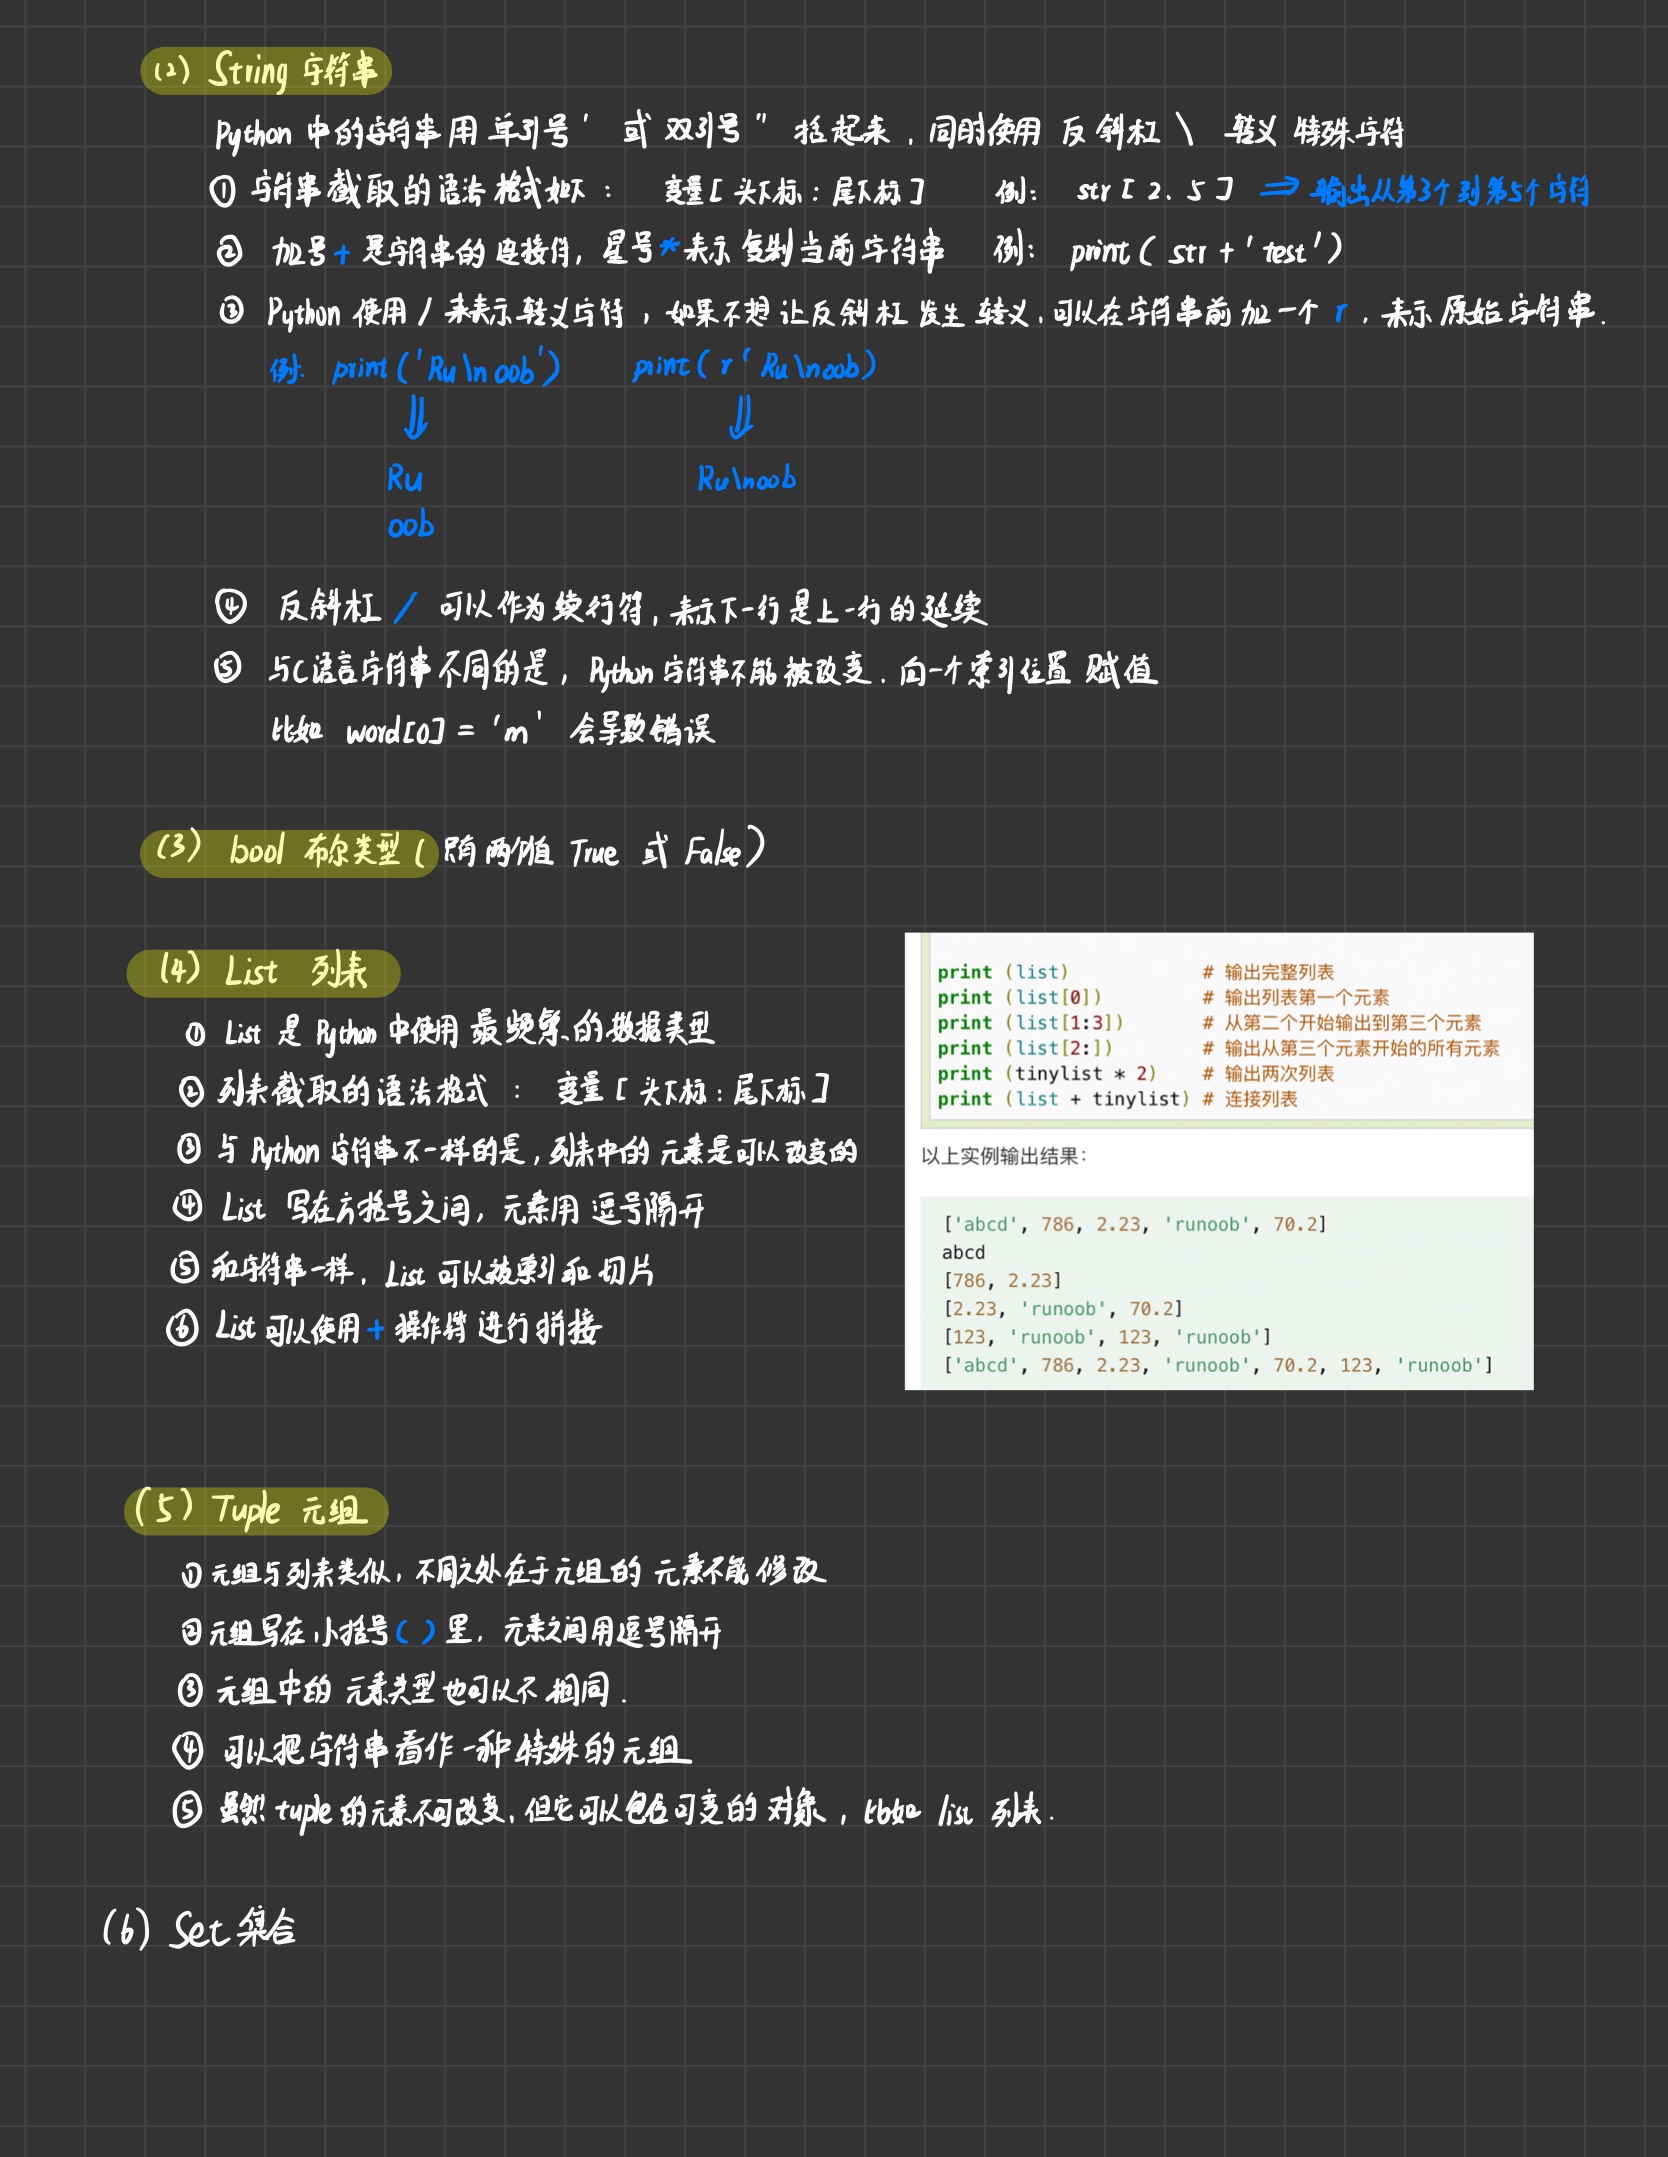 (2) String 字符串
Python 中的字符串用 单引号 ' 或 双引号 " 括起来, 同时使用 反斜杠 \ 转义 特殊字符
① 字符串截取的语法格式如下: 变量[头下标:尾下标] 例: str[2.5] ⇒ 输出从第3个到第5个字符
② 加号+是字符串的连接符, 星号*表示复制当前字符串 例: print(str+'test')
③ Python 使用 / 来表示转义字符, 如果不想让反斜杠发生转义, 可以在字符串前加一个 r, 表示原始字符串.
例: print('Ru\noob') print(r'Ru\noob)
⇓ ⇓
Ru Ru\noob
oob
④ 反斜杠 / 可以作为续行符, 表示下一行是上一行的延续
⑤ 与C语言字符串不同的是, Python 字符串不能被改变. 向一个索引位置赋值
比如 word[0] = 'm' 会导致错误
(3) bool 布尔类型 (只有两个值 True 或 False)
(4) List 列表
① List 是 Python 中使用最频繁的数据类型
② 列表截取的语法格式: 变量[头下标:尾下标]
③ 与 Python 字符串不一样的是, 列表中的元素是可以改变的
④ List 写在方括号之间, 元素用逗号隔开
⑤ 和字符串一样, List 可以被索引和切片
⑥ List 可以使用 + 操作符进行拼接
print (list) # 输出完整列表
print (list[0]) # 输出列表第一个元素
print (list[1:3]) # 从第二个开始输出到第三个元素
print (list[2:]) # 输出从第三个元素开始的所有元素
print (tinylist * 2) # 输出两次列表
print (list + tinylist) # 连接列表
以上实例输出结果:
['abcd', 786, 2.23, 'runoob', 70.2]
abcd
[786, 2.23]
[2.23, 'runoob', 70.2]
[123, 'runoob', 123, 'runoob']
['abcd', 786, 2.23, 'runoob', 70.2, 123, 'runoob']
(5) Tuple 元组
① 元组与列表类似, 不同之处在于元组的元素不能修改
② 元组写在小括号()里, 元素之间用逗号隔开
③ 元组中的元素类型也可以不相同.
④ 可以把字符串看作一种特殊的元组
⑤ 虽然 tuple 的元素不可改变, 但它可以包含可变的对象, 比如 list 列表.
(6) Set 集合